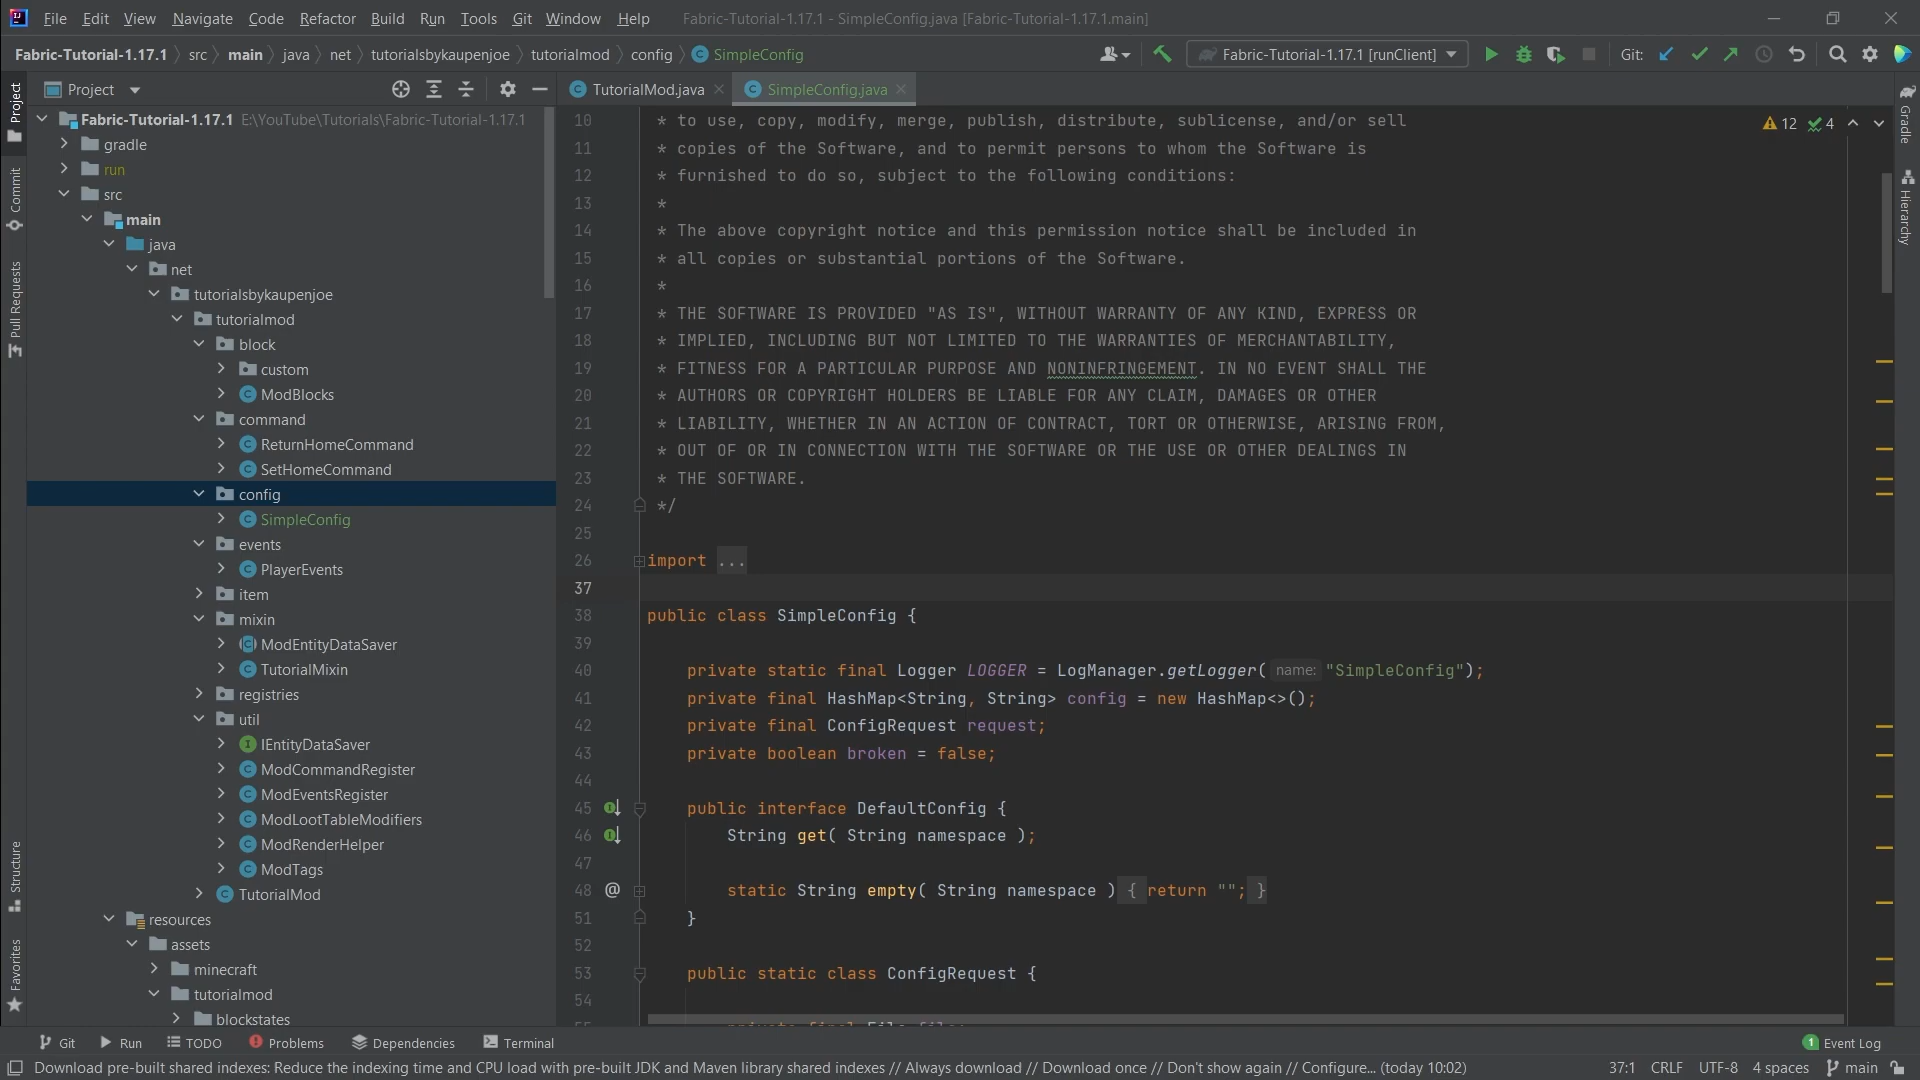 File Edit View Navigate Code Refactor Build Run Tools Git Window Help Fabric-Tutorial-1.17.1 - SimpleConfig.java [Fabric-Tutorial-1.17.1.main]
Fabric-Tutorial-1.17.1 src main java net tutorialsbykaupenjoe tutorialmod config SimpleConfig Fabric-Tutorial-1.17.1 [runClient] Git:
Project
TutorialMod.java SimpleConfig.java
Project
Commit
Pull Requests
Structure
Favorites
Fabric-Tutorial-1.17.1 E:\YouTube\Tutorials\Fabric-Tutorial-1.17.1
gradle
run
src
main
java
net
tutorialsbykaupenjoe
tutorialmod
block
custom
ModBlocks
command
ReturnHomeCommand
SetHomeCommand
config
SimpleConfig
events
PlayerEvents
item
mixin
ModEntityDataSaver
TutorialMixin
registries
util
IEntityDataSaver
ModCommandRegister
ModEventsRegister
ModLootTableModifiers
ModRenderHelper
ModTags
TutorialMod
resources
assets
minecraft
tutorialmod
blockstates
10 * to use, copy, modify, merge, publish, distribute, sublicense, and/or sell
11 * copies of the Software, and to permit persons to whom the Software is
12 * furnished to do so, subject to the following conditions:
13 *
14 * The above copyright notice and this permission notice shall be included in
15 * all copies or substantial portions of the Software.
16 *
17 * THE SOFTWARE IS PROVIDED "AS IS", WITHOUT WARRANTY OF ANY KIND, EXPRESS OR
18 * IMPLIED, INCLUDING BUT NOT LIMITED TO THE WARRANTIES OF MERCHANTABILITY,
19 * FITNESS FOR A PARTICULAR PURPOSE AND NONINFRINGEMENT. IN NO EVENT SHALL THE
20 * AUTHORS OR COPYRIGHT HOLDERS BE LIABLE FOR ANY CLAIM, DAMAGES OR OTHER
21 * LIABILITY, WHETHER IN AN ACTION OF CONTRACT, TORT OR OTHERWISE, ARISING FROM,
22 * OUT OF OR IN CONNECTION WITH THE SOFTWARE OR THE USE OR OTHER DEALINGS IN
23 * THE SOFTWARE.
24 */
25
26 import ...
37
38 public class SimpleConfig {
39
40 private static final Logger LOGGER = LogManager.getLogger( name: "SimpleConfig");
41 private final HashMap<String, String> config = new HashMap<>();
42 private final ConfigRequest request;
43 private boolean broken = false;
44
45 public interface DefaultConfig {
46 String get( String namespace );
47
48 @ static String empty( String namespace ) { return ""; }
51 }
52
53 public static class ConfigRequest {
54
12 4
Gradle
Hierarchy
Git Run TODO Problems Dependencies Terminal 1 Event Log
Download pre-built shared indexes: Reduce the indexing time and CPU load with pre-built JDK and Maven library shared indexes // Always download // Download once // Don't show again // Configure... (today 10:02) 37:1 CRLF UTF-8 4 spaces main